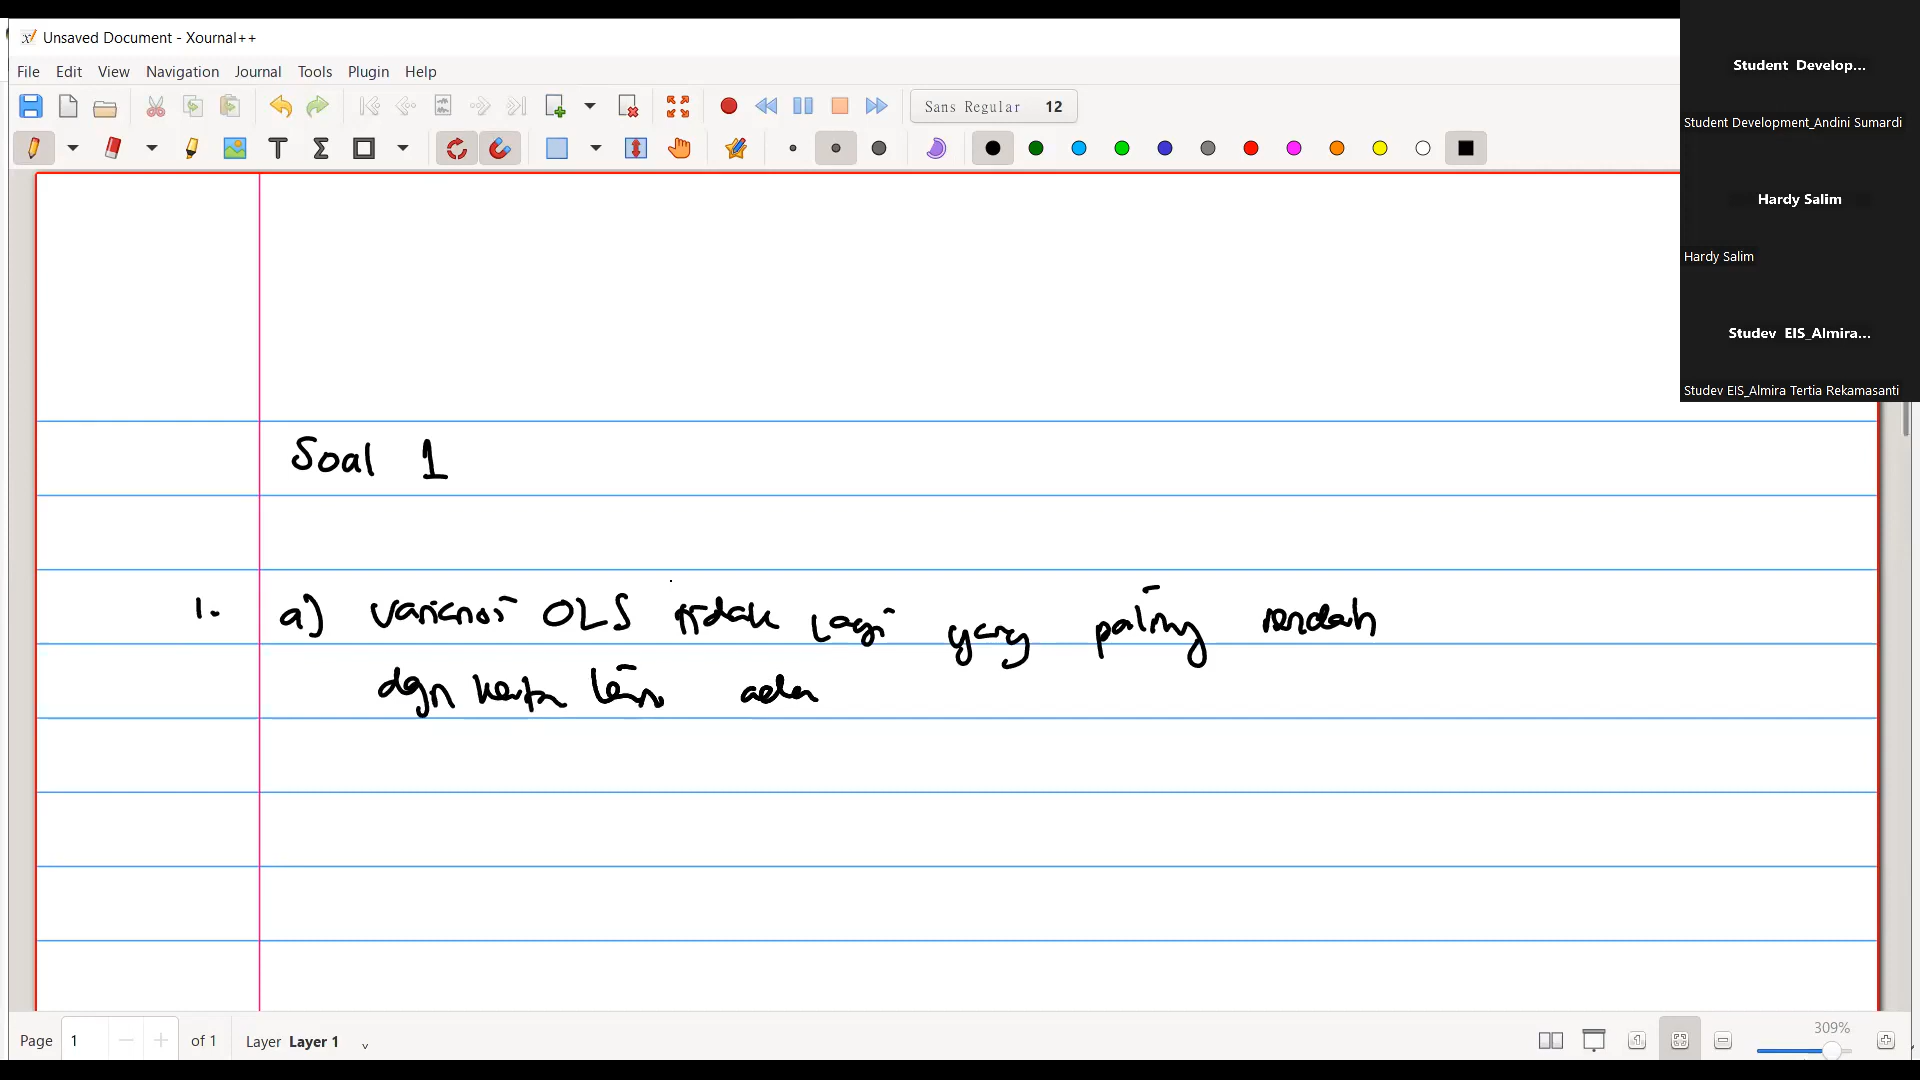 Unsaved Document - Xournal++
File Edit View Navigation Journal Tools Plugin Help
Sans Regular 12
Student Develop...
Student Development_Andini Sumardi
Hardy Salim
Hardy Salim
Studev EIS_Almira...
Studev EIS_Almira Tertia Rekamasanti
Soal 1
1. a) variansi OLS tidak lagi yang paling rendah
dgn kata lain ada
Page 1 of 1 Layer Layer 1
309%